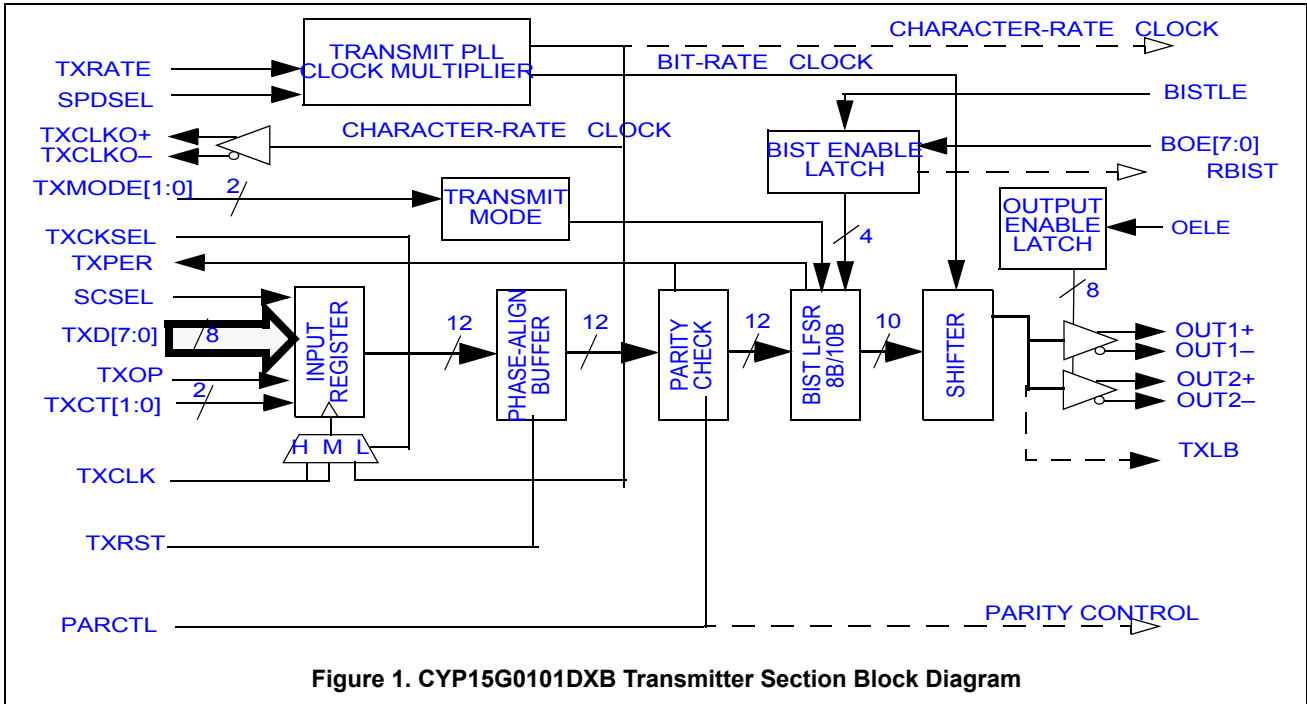 CHARACTER-RATE CLOCK
TRANSMIT PLL
CLOCK MULTIPLIER
BIT-RATE CLOCK
TXRATE
SPDSEL
BISTLE
TXCLKO+
TXCLKO–
CHARACTER-RATE CLOCK
BIST ENABLE
LATCH
BOE[7:0]
RBIST
TXMODE[1:0]
2
TRANSMIT
MODE
OUTPUT
ENABLE
LATCH
OELE
TXCKSEL
4
TXPER
SCSEL
8
TXD[7:0]
8
INPUT
REGISTER
12
PHASE-ALIGN
BUFFER
12
PARITY
CHECK
12
BIST LFSR
8B/10B
10
SHIFTER
OUT1+
OUT1–
OUT2+
OUT2–
TXOP
TXCT[1:0]
2
H M L
TXLB
TXCLK
TXRST
PARCTL
PARITY CONTROL
Figure 1. CYP15G0101DXB Transmitter Section Block Diagram